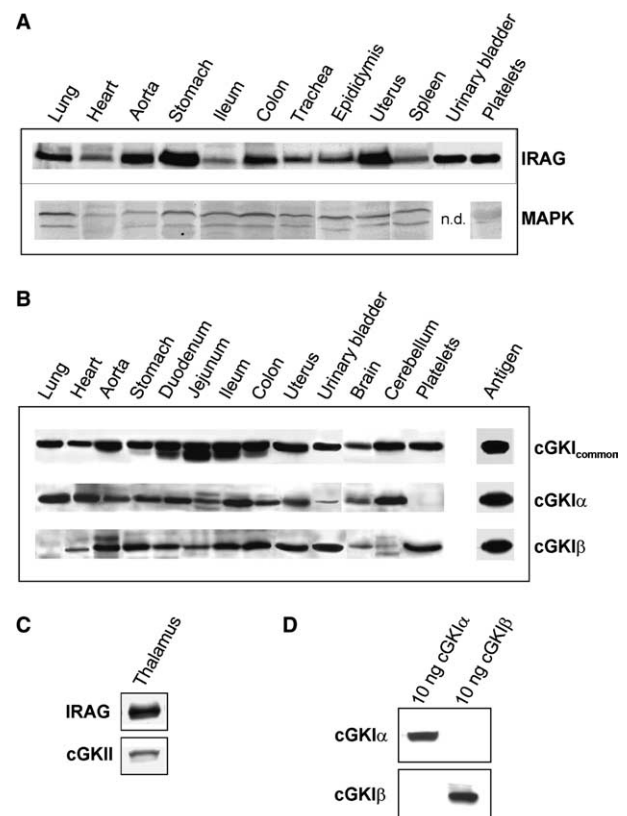 A
Lung Heart Aorta Stomach Ileum Colon Trachea Epididymis Uterus Spleen Urinary bladder Platelets
IRAG
n.d. MAPK
B
Lung Heart Aorta Stomach Duodenum Jejunum Ileum Colon Uterus Urinary bladder Brain Cerebellum Platelets Antigen
cGKIcommon
cGKIα
cGKIβ
C
Thalamus
IRAG
cGKII
D
10 ng cGKIα 10 ng cGKIβ
cGKIα
cGKIβ